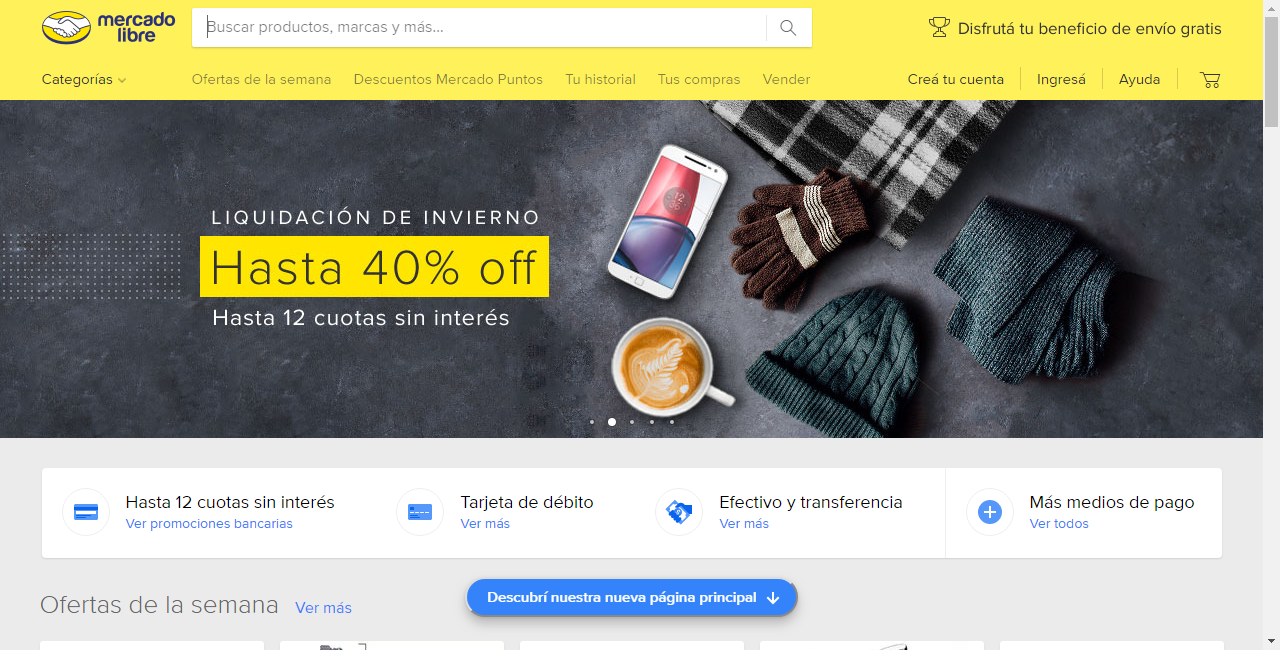 mercado
libre
Buscar productos, marcas y más...
Disfrutá tu beneficio de envío gratis
Categorías
Ofertas de la semana
Descuentos Mercado Puntos
Tu historial
Tus compras
Vender
Creá tu cuenta
Ingresá
Ayuda
LIQUIDACIÓN DE INVIERNO
Hasta 40% off
Hasta 12 cuotas sin interés
Hasta 12 cuotas sin interés
Ver promociones bancarias
Tarjeta de débito
Ver más
Efectivo y transferencia
Ver más
Más medios de pago
Ver todos
Ofertas de la semana
Ver más
Descubrí nuestra nueva página principal